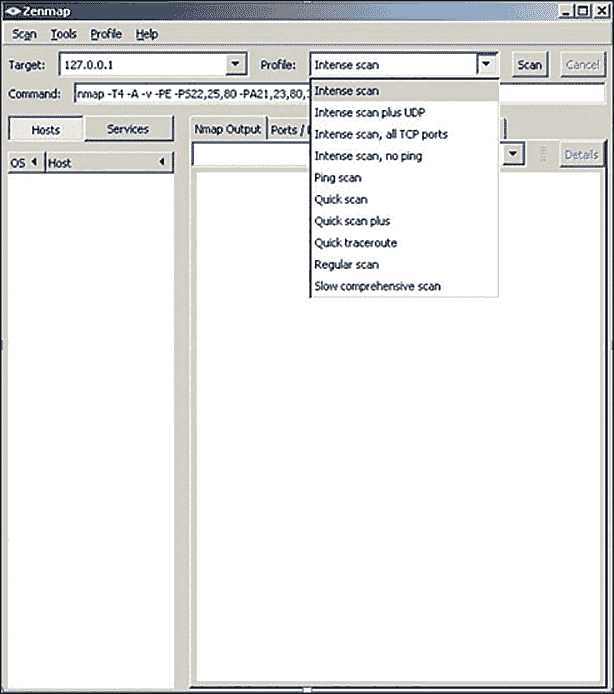 Zenmap
Scan Tools Profile Help
Target: 127.0.0.1 Profile: Intense scan Scan Cancel
Command: nmap -T4 -A -v -PE -PS22,25,80 -PA21,23,80,
Hosts Services
Nmap Output Ports /
OS Host
Details
Intense scan
Intense scan plus UDP
Intense scan, all TCP ports
Intense scan, no ping
Ping scan
Quick scan
Quick scan plus
Quick traceroute
Regular scan
Slow comprehensive scan